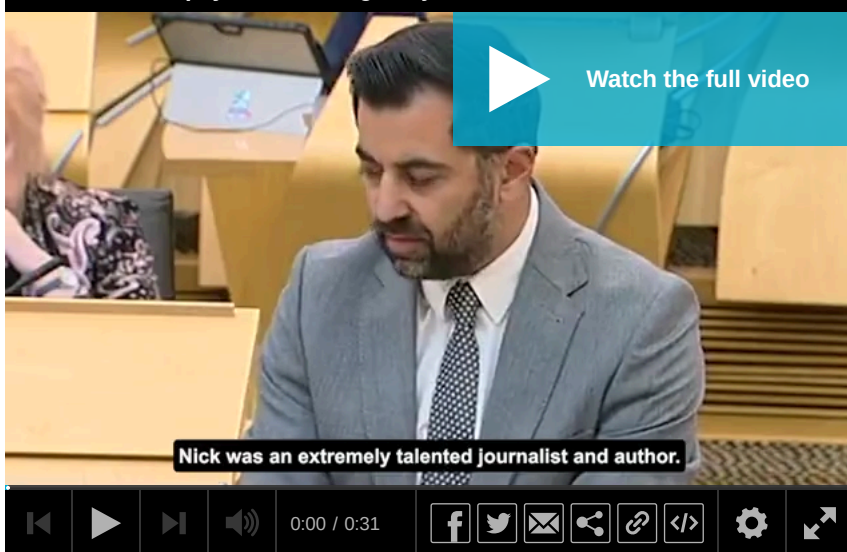 Watch the full video
Nick was an extremely talented journalist and author.
0:00 / 0:31